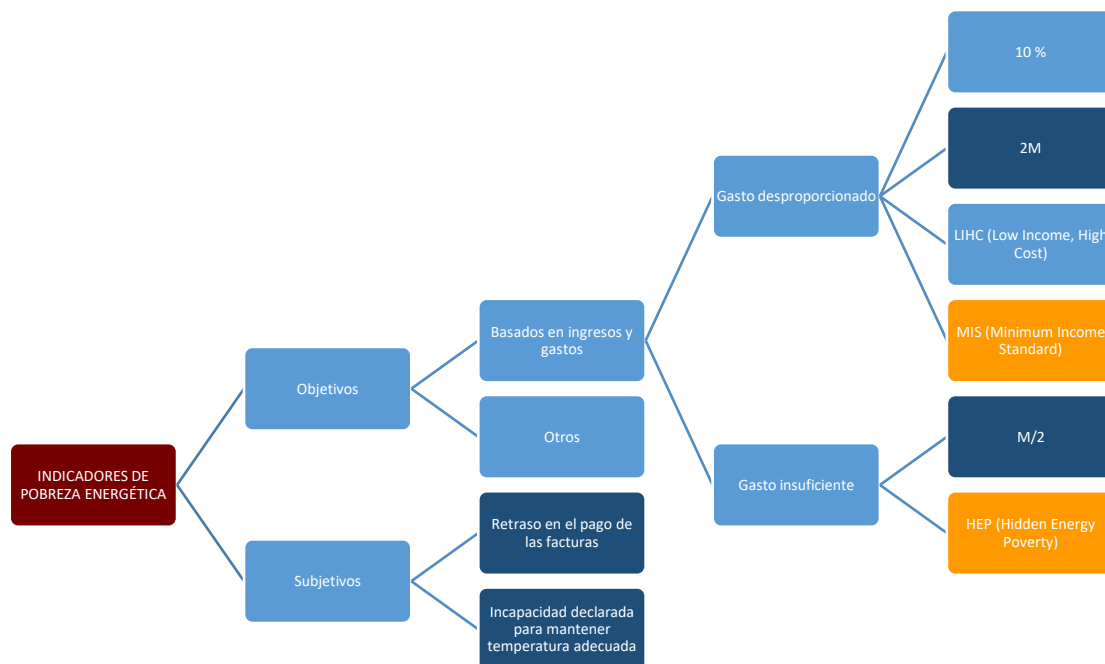 10 %
2M
Gasto desproporcionado
LIHC (Low Income, High
Cost)
Basados en ingresos y
gastos
MIS (Minimum Income
Standard)
Objetivos
Otros
M/2
INDICADORES DE
POBREZA ENERGÉTICA
Gasto insuficiente
Retraso en el pago de
las facturas
HEP (Hidden Energy
Poverty)
Subjetivos
Incapacidad declarada
para mantener
temperatura adecuada